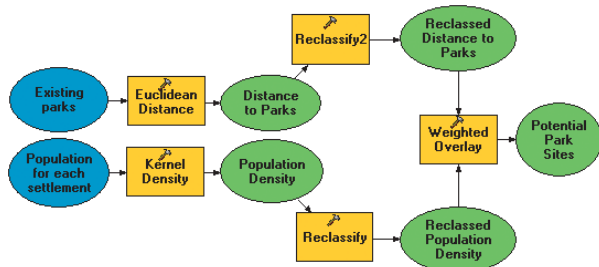 Existing
parks
Euclidean
Distance
Distance
to Parks
Reclassify2
Reclassed
Distance to
Parks
Population
for each
settlement
Kernel
Density
Population
Density
Reclassify
Reclassed
Population
Density
Weighted
Overlay
Potential
Park
Sites